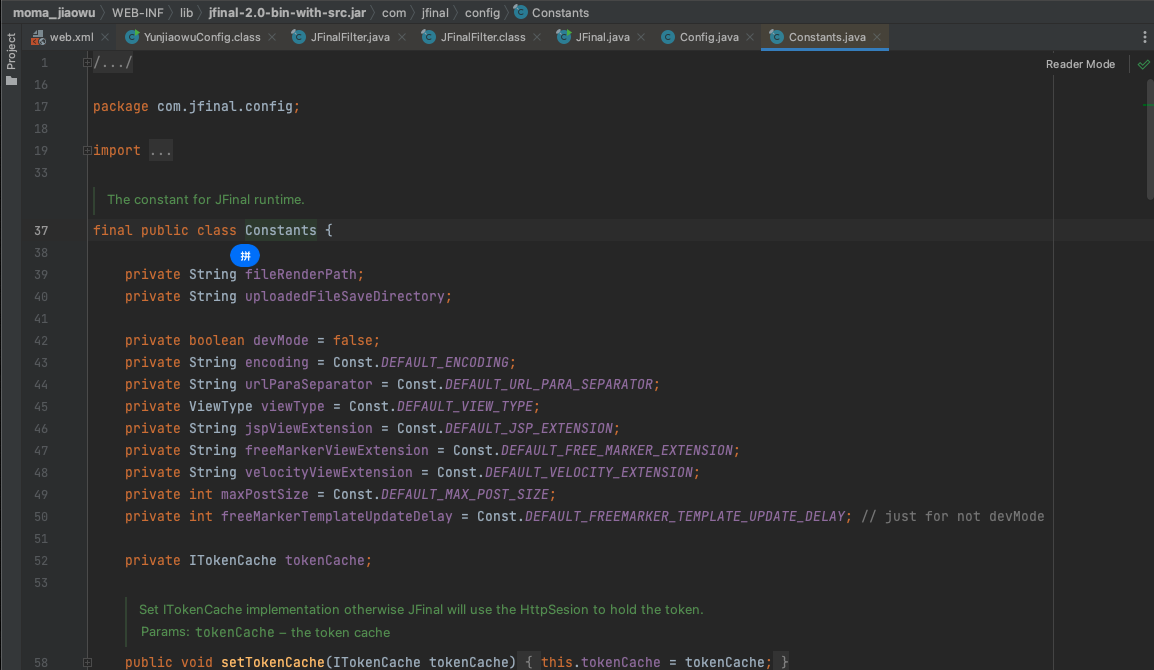 moma_jiaowu WEB-INF lib jfinal-2.0-bin-with-src.jar com jfinal config Constants
Project
web.xml YunjiaowuConfig.class JFinalFilter.java JFinalFilter.class JFinal.java Config.java Constants.java
Reader Mode
1 /.../
16
17 package com.jfinal.config;
18
19 import ...
33
The constant for JFinal runtime.
37 final public class Constants {
拼
38
39 private String fileRenderPath;
40 private String uploadedFileSaveDirectory;
41
42 private boolean devMode = false;
43 private String encoding = Const.DEFAULT_ENCODING;
44 private String urlParaSeparator = Const.DEFAULT_URL_PARA_SEPARATOR;
45 private ViewType viewType = Const.DEFAULT_VIEW_TYPE;
46 private String jspViewExtension = Const.DEFAULT_JSP_EXTENSION;
47 private String freeMarkerViewExtension = Const.DEFAULT_FREE_MARKER_EXTENSION;
48 private String velocityViewExtension = Const.DEFAULT_VELOCITY_EXTENSION;
49 private int maxPostSize = Const.DEFAULT_MAX_POST_SIZE;
50 private int freeMarkerTemplateUpdateDelay = Const.DEFAULT_FREEMARKER_TEMPLATE_UPDATE_DELAY; // just for not devMode
51
52 private ITokenCache tokenCache;
53
Set ITokenCache implementation otherwise JFinal will use the HttpSesion to hold the token.
Params: tokenCache – the token cache
58 public void setTokenCache(ITokenCache tokenCache) { this.tokenCache = tokenCache; }